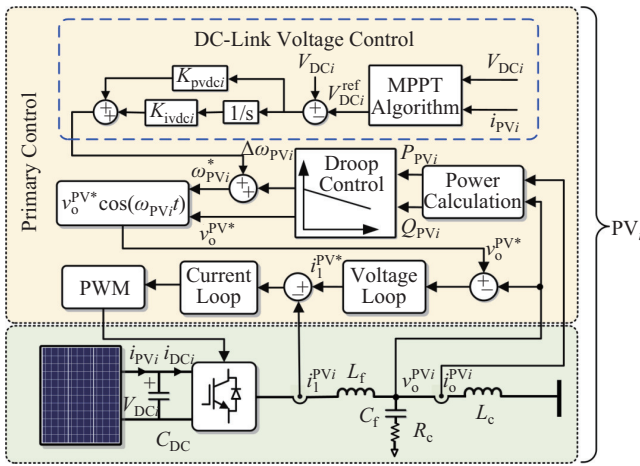 DC-Link Voltage Control
K_pvdci
V_DCi
V_DCi
V_DCi^ref
MPPT
Algorithm
K_ivdci
1/s
i_PVi
Primary Control
Δω_PVi
ω_PVi^*
Droop
Control
P_PVi
Power
Calculation
v_o^PV* cos(ω_PVi t)
v_o^PV*
Q_PVi
v_o^PV*
PV_i
PWM
Current
Loop
i_1^PV*
Voltage
Loop
i_PVi
i_DCi
V_DCi
C_DC
i_1^PVi
L_f
v_o^PVi
i_o^PVi
C_f
R_c
L_c